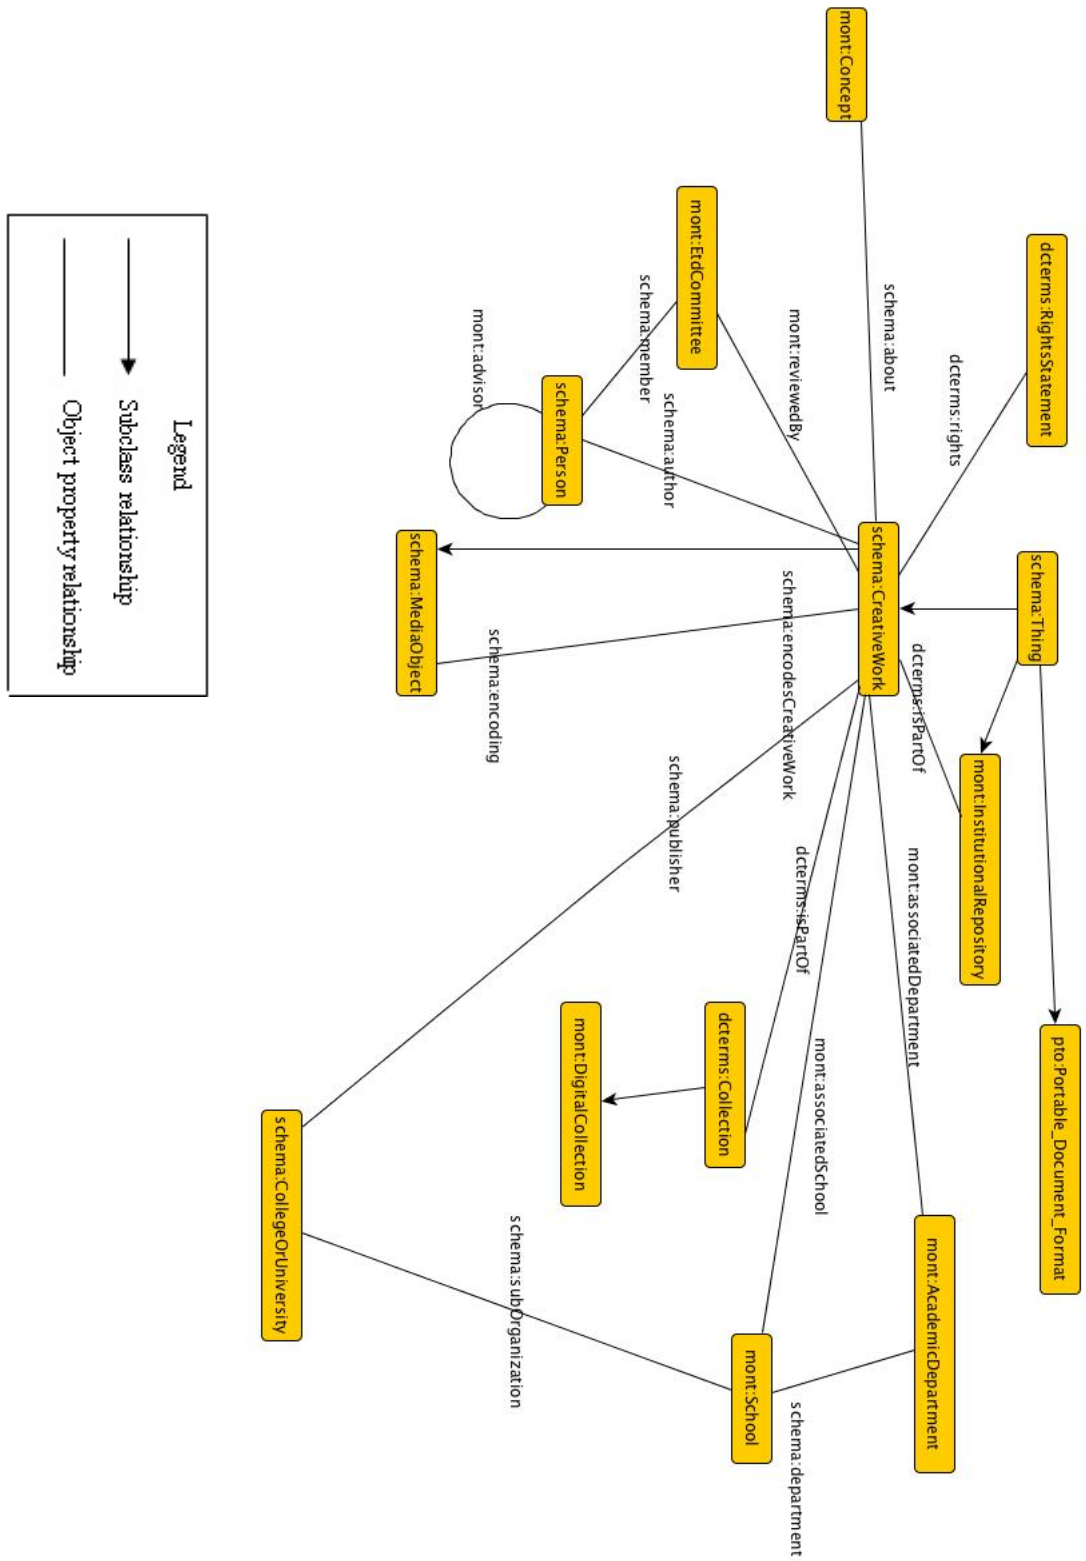 mont:Concept
dcterms:RightsStatement
mont:EtdCommittee
schema:about
dcterms:rights
schema:member
mont:reviewedBy
mont:advisor
schema:Person
schema:author
schema:CreativeWork
schema:Thing
schema:MediaObject
schema:encoding
schema:encodesCreativeWork
dcterms:isPartOf
mont:InstitutionalRepository
schema:publisher
dcterms:isPartOf
mont:associatedDepartment
pto:Portable_Document_Format
mont:DigitalCollection
dcterms:Collection
mont:associatedSchool
schema:CollegeOrUniversity
schema:subOrganization
mont:School
mont:AcademicDepartment
schema:department
Legend
Subclass relationship
Object property relationship